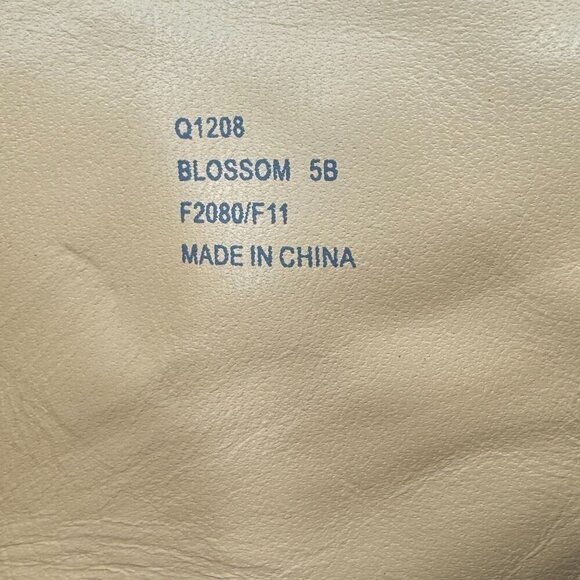 Q1208
BLOSSOM 5B
F2080/F11
MADE IN CHINA